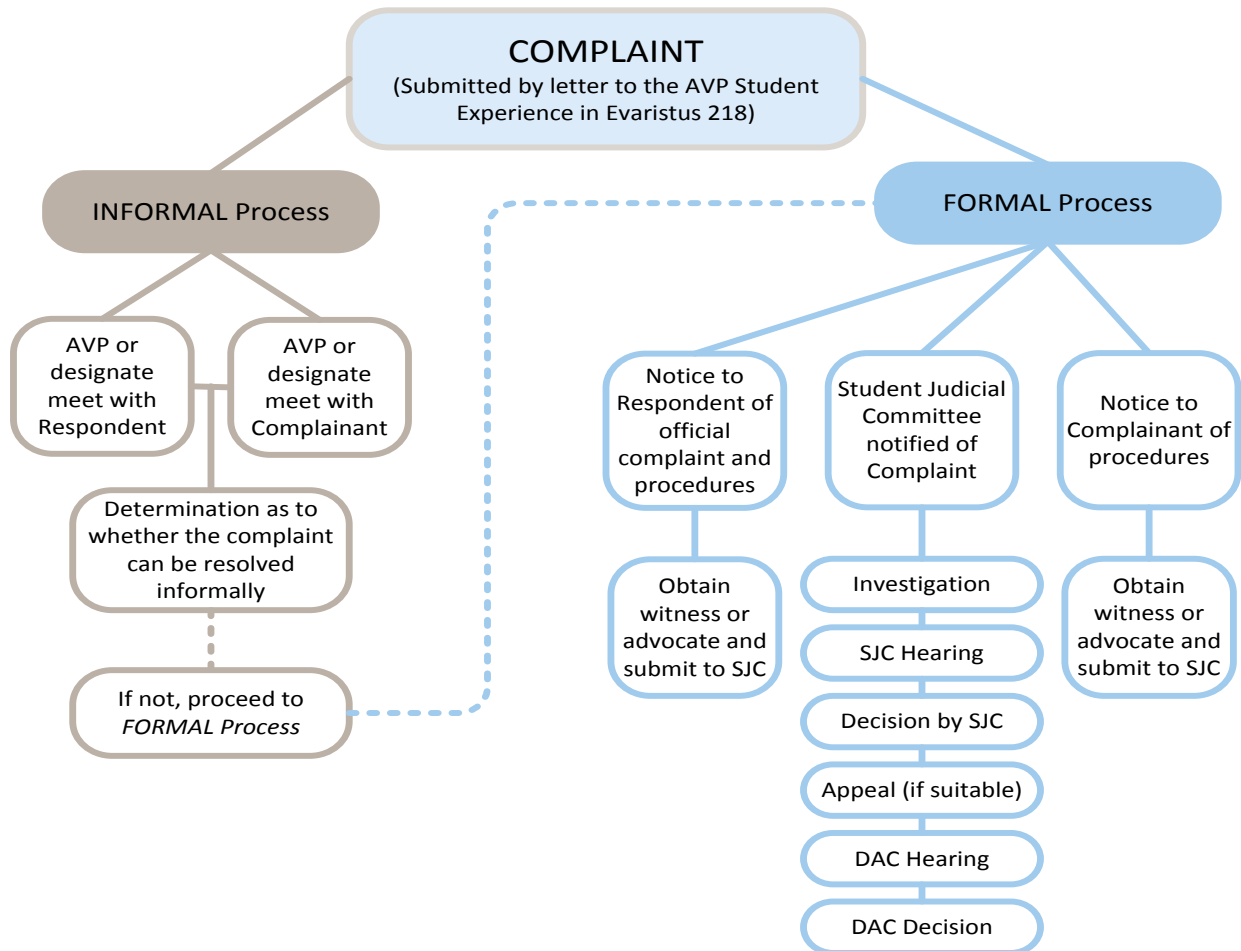 COMPLAINT
(Submitted by letter to the AVP Student
Experience in Evaristus 218)
INFORMAL Process
AVP or
designate
meet with
Respondent
AVP or
designate
meet with
Complainant
Determination as to
whether the complaint
can be resolved
informally
If not, proceed to
FORMAL Process
FORMAL Process
Notice to
Respondent of
official
complaint and
procedures
Obtain
witness or
advocate and
submit to SJC
Student Judicial
Committee
notified of
Complaint
Investigation
SJC Hearing
Decision by SJC
Appeal (if suitable)
DAC Hearing
DAC Decision
Notice to
Complainant of
procedures
Obtain
witness or
advocate and
submit to SJC